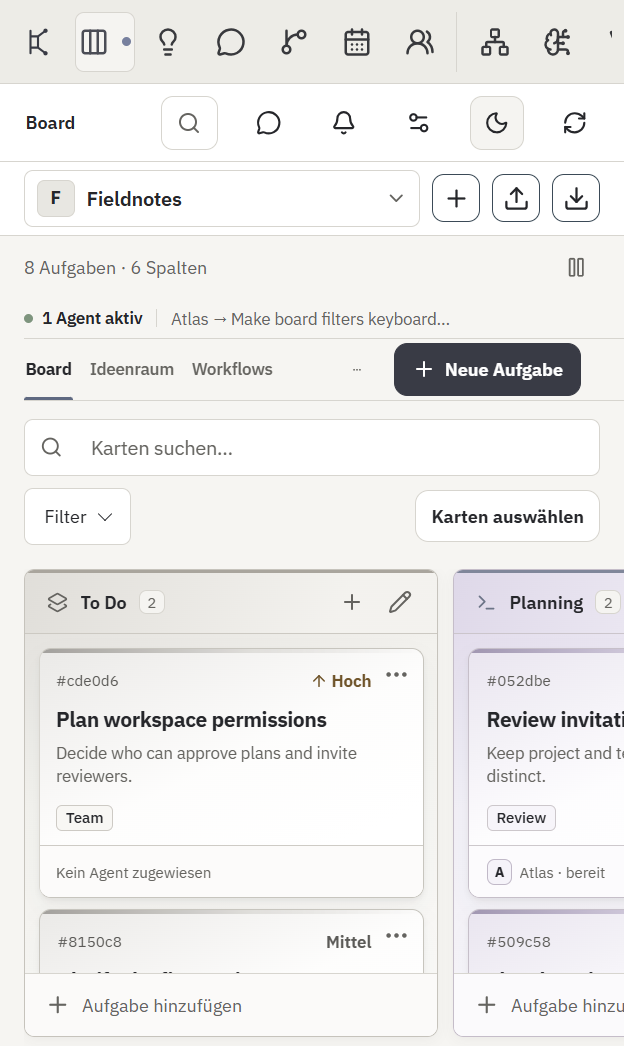 Board
F Fieldnotes
8 Aufgaben · 6 Spalten
1 Agent aktiv
Atlas → Make board filters keyboard…
Board Ideenraum Workflows ··· + Neue Aufgabe
Karten suchen…
Filter
Karten auswählen
To Do 2
#cde0d6 ↑ Hoch
Plan workspace permissions
Decide who can approve plans and invite
reviewers.
Team
Kein Agent zugewiesen
#8150c8 Mittel
+ Aufgabe hinzufügen
Planning 2
#052dbe
Review
Keep project and
distinct.
Review
A Atlas · bereit
#509c58
+ Aufgabe